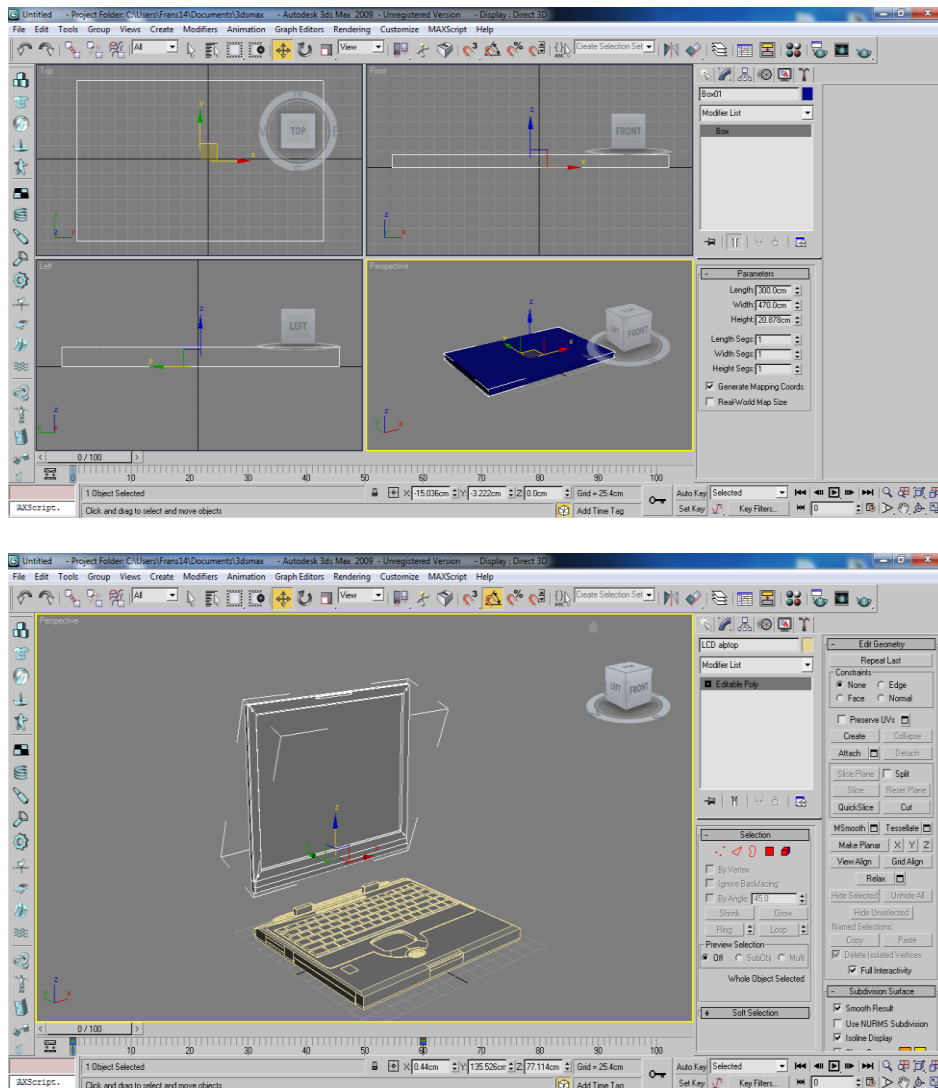 Untitled - Project Folder: C:\Users\Frans14\Documents\3dsmax - Autodesk 3ds Max 2009 - Unregistered Version - Display : Direct 3D
File Edit Tools Group Views Create Modifiers Animation Graph Editors Rendering Customize MAXScript Help
All View Create Selection Set
Top Front
N
TOP
E
S
FRONT
Left Perspective
LEFT
TOP
LEFT FRONT
Box01
Modifier List
Box
- Parameters
Length: 300.0cm
Width: 470.0cm
Height: 20.878cm
Length Segs: 1
Width Segs: 1
Height Segs: 1
Generate Mapping Coords.
Real-World Map Size
0 / 100
0 10 20 30 40 50 60 70 80 90 100
1 Object Selected X: -15.036cm Y: -3.222cm Z: 0.0cm Grid = 25.4cm Auto Key Selected
AXScript. Click and drag to select and move objects Add Time Tag Set Key Key Filters... 0
Untitled - Project Folder: C:\Users\Frans14\Documents\3dsmax - Autodesk 3ds Max 2009 - Unregistered Version - Display : Direct 3D
File Edit Tools Group Views Create Modifiers Animation Graph Editors Rendering Customize MAXScript Help
All View Create Selection Set
Perspective
LEFT FRONT
LCD alptop
Modifier List
Editable Poly
- Selection
By Vertex
Ignore Backfacing
By Angle: 45.0
Shrink Grow
Ring Loop
Preview Selection
Off SubObj Multi
Whole Object Selected
+ Soft Selection
- Edit Geometry
Repeat Last
Constraints
None Edge
Face Normal
Preserve UVs
Create Collapse
Attach Detach
Slice Plane Split
Slice Reset Plane
QuickSlice Cut
MSmooth Tessellate
Make Planar X Y Z
View Align Grid Align
Relax
Hide Selected Unhide All
Hide Unselected
Named Selections:
Copy Paste
Delete Isolated Vertices
Full Interactivity
- Subdivision Surface
Smooth Result
Use NURMS Subdivision
Isoline Display
0 / 100
10 20 30 40 50 60 70 80 90 100
1 Object Selected X: 0.44cm Y: 135.526cm Z: 77.114cm Grid = 25.4cm Auto Key Selected
AXScript. Click and drag to select and move objects Add Time Tag Set Key Key Filters... 0